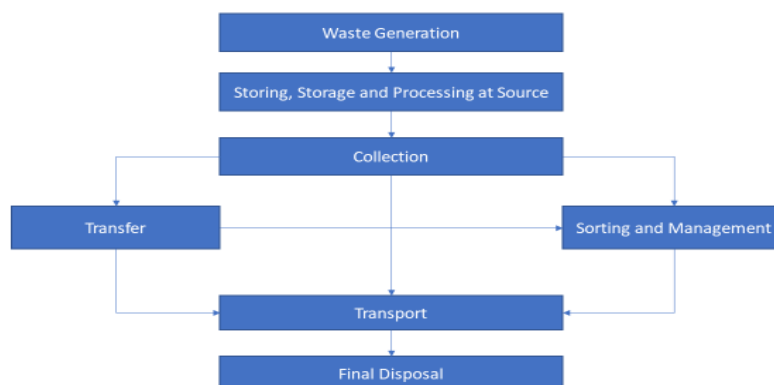 Waste Generation
Storing, Storage and Processing at Source
Collection
Transfer
Sorting and Management
Transport
Final Disposal